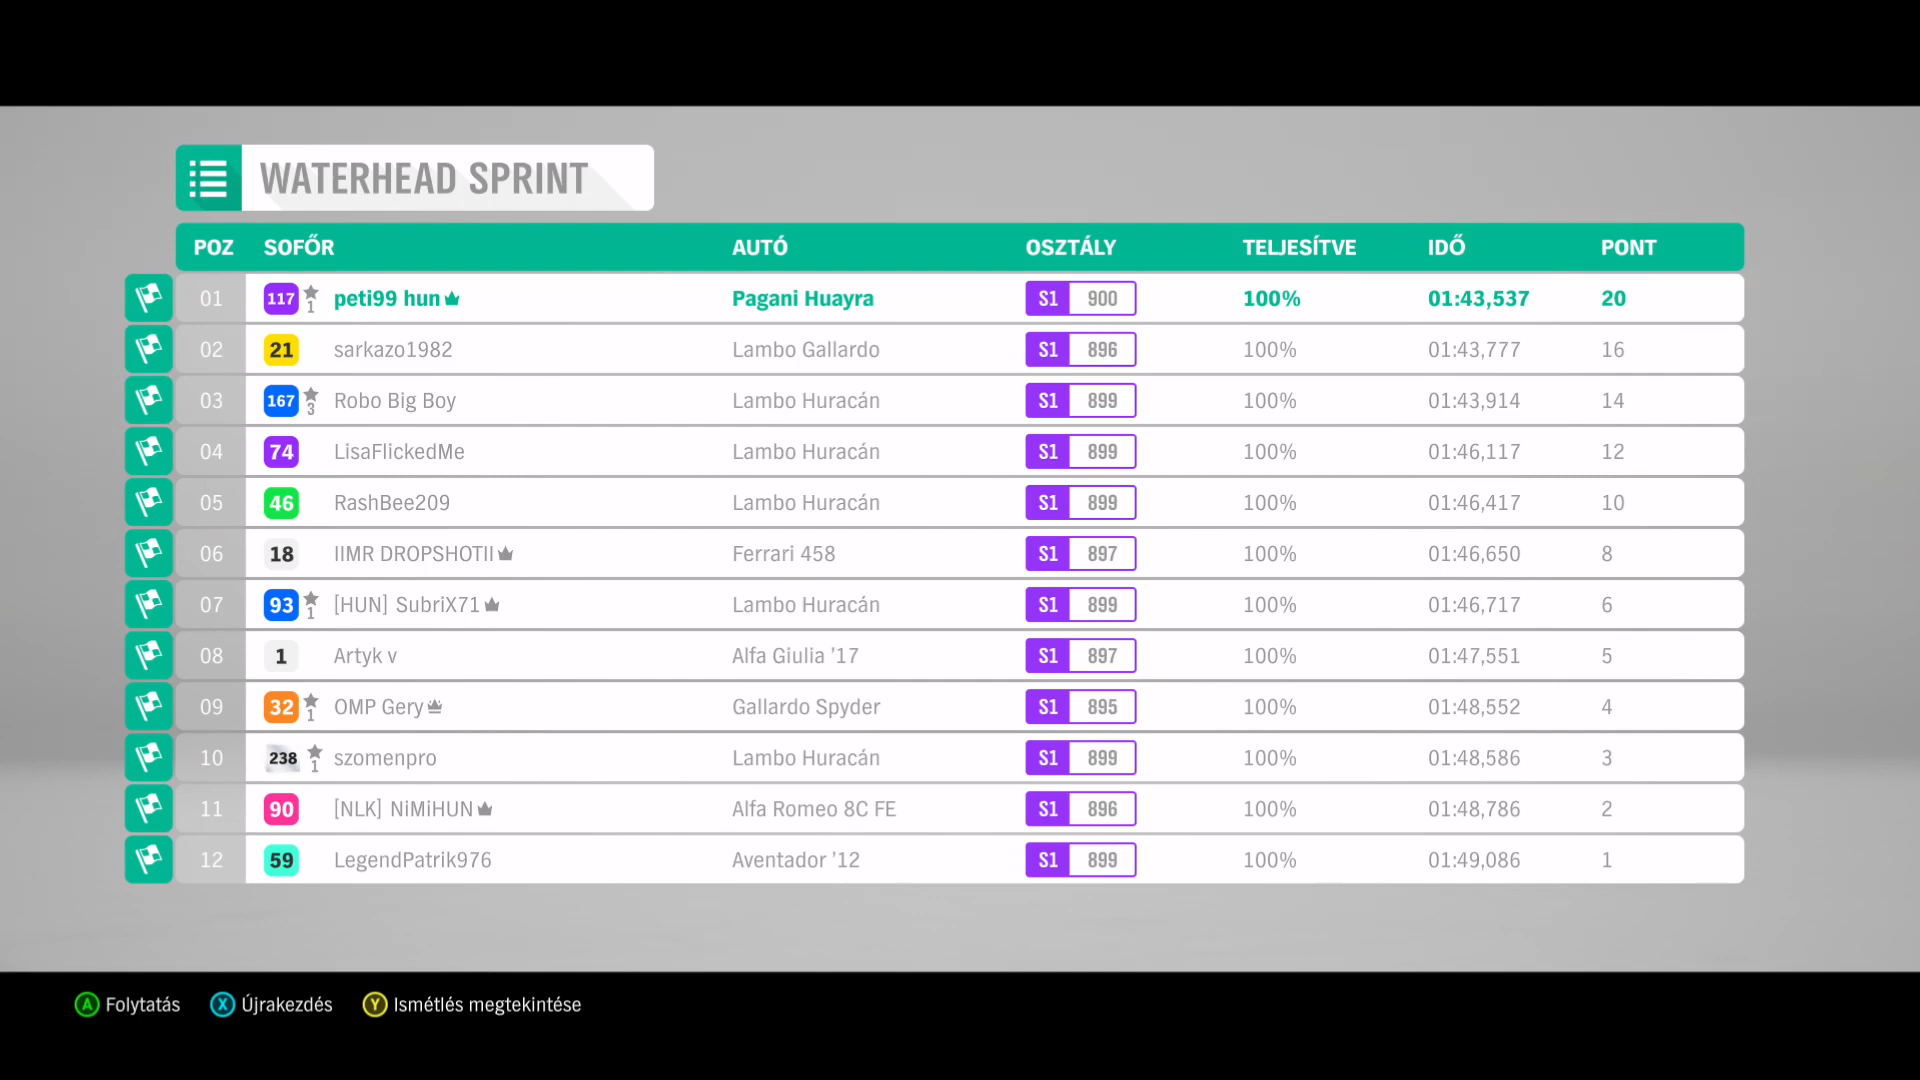 WATERHEAD SPRINT
POZ SOFŐR AUTÓ OSZTÁLY TELJESÍTVE IDŐ PONT
01 117 1 peti99 hun Pagani Huayra S1 900 100% 01:43,537 20
02 21 sarkazo1982 Lambo Gallardo S1 896 100% 01:43,777 16
03 167 3 Robo Big Boy Lambo Huracán S1 899 100% 01:43,914 14
04 74 LisaFlickedMe Lambo Huracán S1 899 100% 01:46,117 12
05 46 RashBee209 Lambo Huracán S1 899 100% 01:46,417 10
06 18 IIMR DROPSHOTII Ferrari 458 S1 897 100% 01:46,650 8
07 93 1 [HUN] SubriX71 Lambo Huracán S1 899 100% 01:46,717 6
08 1 Artyk v Alfa Giulia '17 S1 897 100% 01:47,551 5
09 32 1 OMP Gery Gallardo Spyder S1 895 100% 01:48,552 4
10 238 1 szomenpro Lambo Huracán S1 899 100% 01:48,586 3
11 90 [NLK] NiMiHUN Alfa Romeo 8C FE S1 896 100% 01:48,786 2
12 59 LegendPatrik976 Aventador '12 S1 899 100% 01:49,086 1
A Folytatás X Újrakezdés Y Ismétlés megtekintése